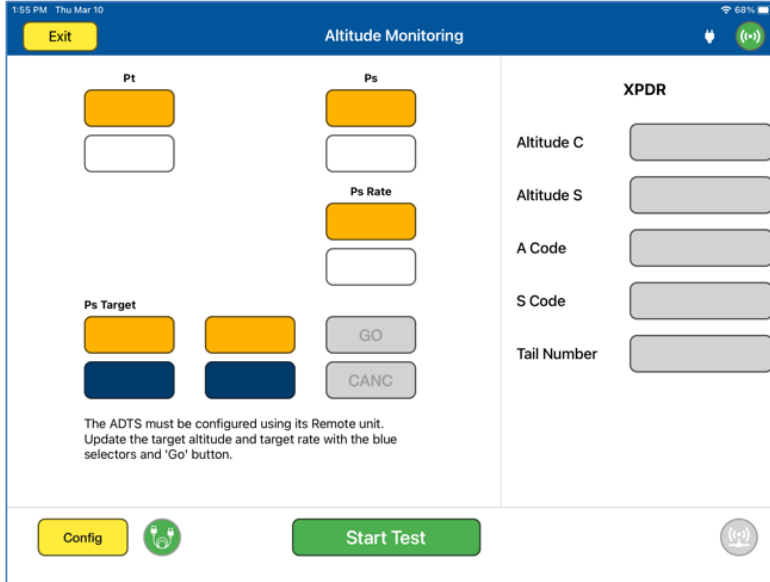 1:55 PM Thu Mar 10
68%
Exit
Altitude Monitoring
Pt
Ps
XPDR
Altitude C
Altitude S
Ps Rate
A Code
S Code
Ps Target
GO
Tail Number
CANC
The ADTS must be configured using its Remote unit.
Update the target altitude and target rate with the blue
selectors and 'Go' button.
Config
Start Test